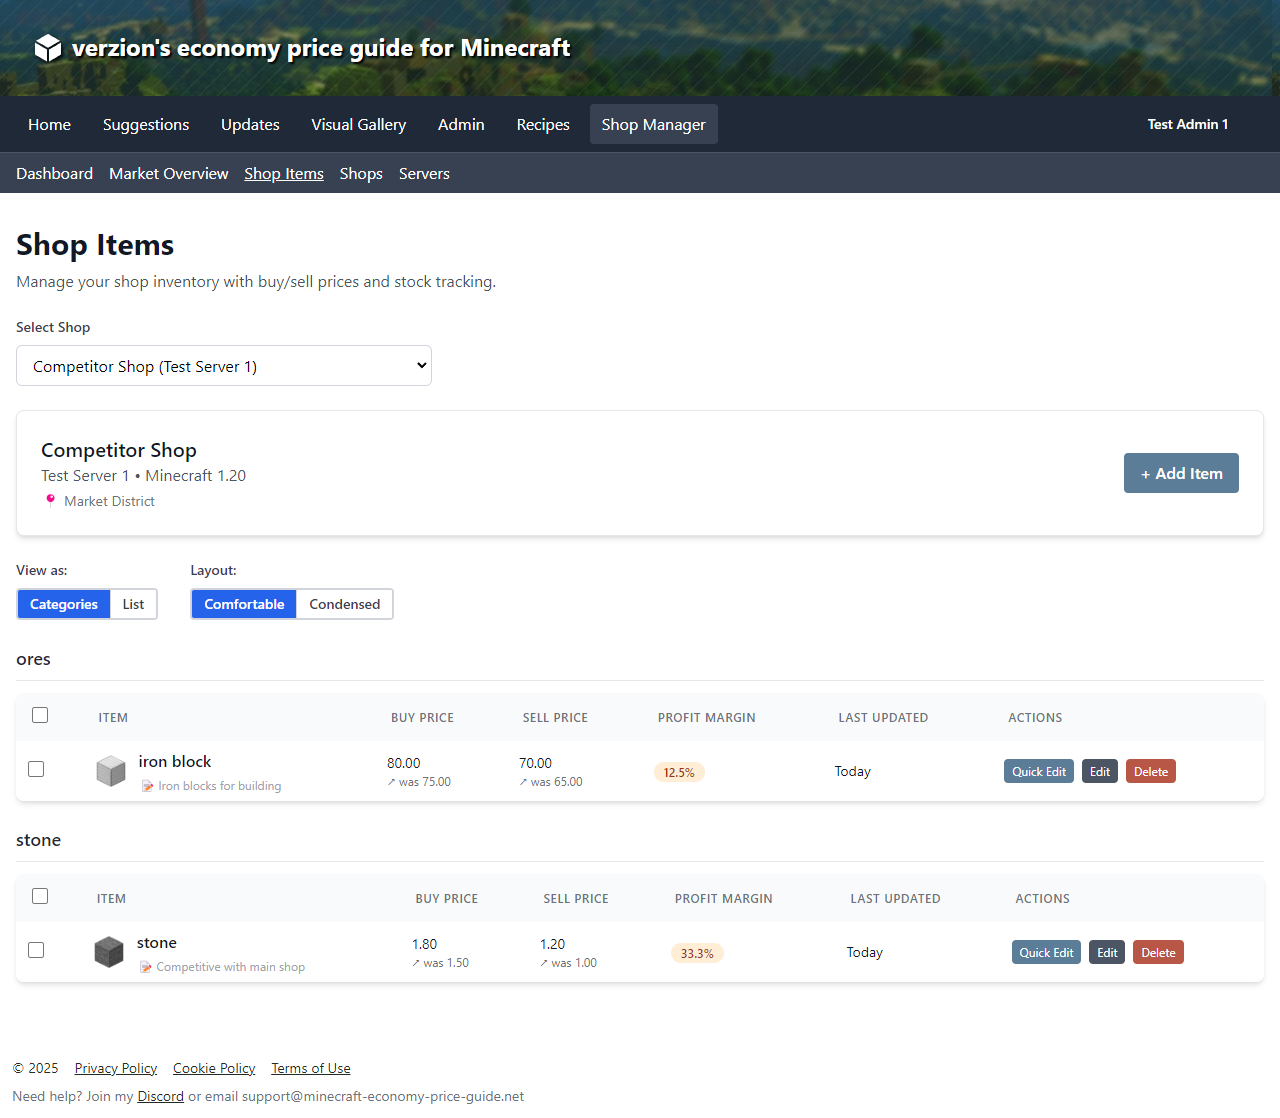 verzion's economy price guide for Minecraft
Home Suggestions Updates Visual Gallery Admin Recipes Shop Manager Test Admin 1
Dashboard Market Overview Shop Items Shops Servers
Shop Items
Manage your shop inventory with buy/sell prices and stock tracking.
Select Shop
Competitor Shop (Test Server 1)
Competitor Shop
Test Server 1 • Minecraft 1.20
📍 Market District
+ Add Item
View as: Layout:
Categories List Comfortable Condensed
ores
ITEM BUY PRICE SELL PRICE PROFIT MARGIN LAST UPDATED ACTIONS
iron block 80.00 70.00 12.5% Today Quick Edit Edit Delete
📝 Iron blocks for building ↗ was 75.00 ↗ was 65.00
stone
ITEM BUY PRICE SELL PRICE PROFIT MARGIN LAST UPDATED ACTIONS
stone 1.80 1.20 33.3% Today Quick Edit Edit Delete
📝 Competitive with main shop ↗ was 1.50 ↗ was 1.00
© 2025 Privacy Policy Cookie Policy Terms of Use
Need help? Join my Discord or email support@minecraft-economy-price-guide.net